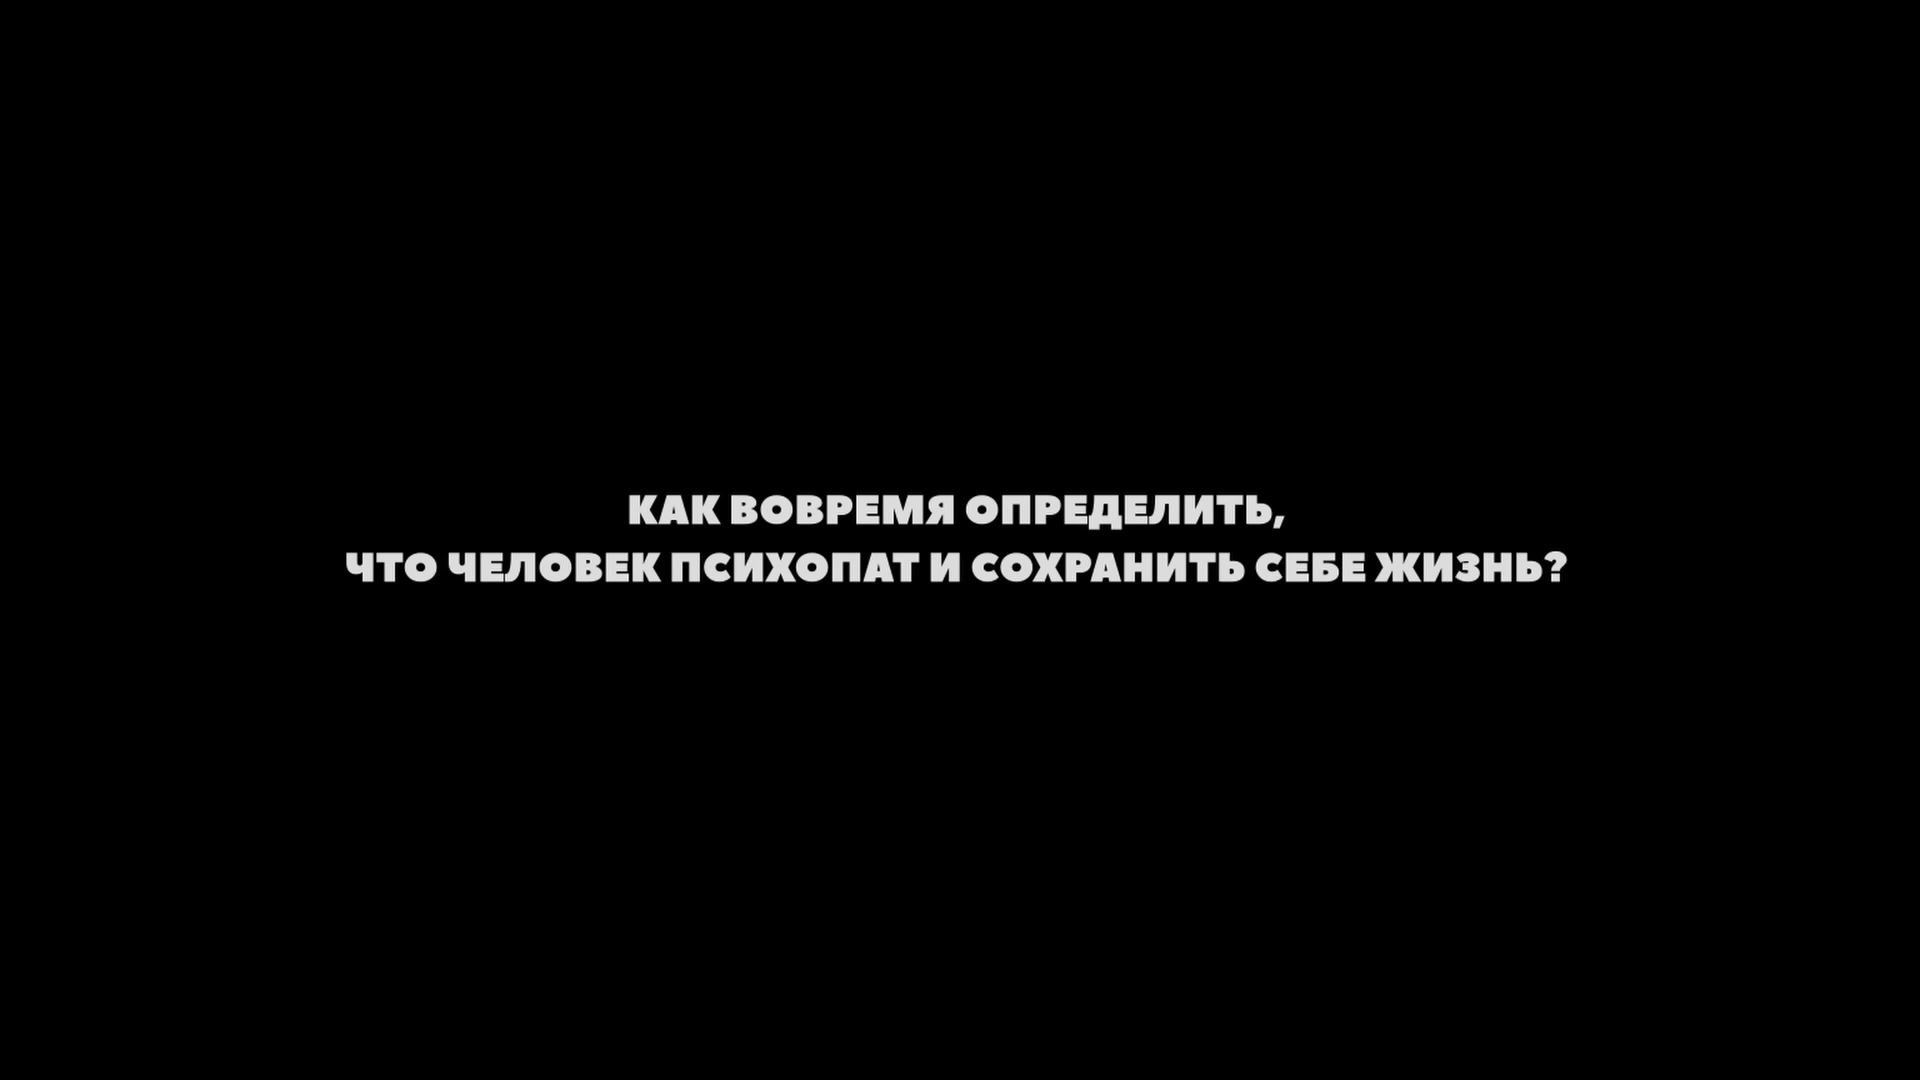 КАК ВОВРЕМЯ ОПРЕДЕЛИТЬ,
ЧТО ЧЕЛОВЕК ПСИХОПАТ И СОХРАНИТЬ СЕБЕ ЖИЗНЬ?